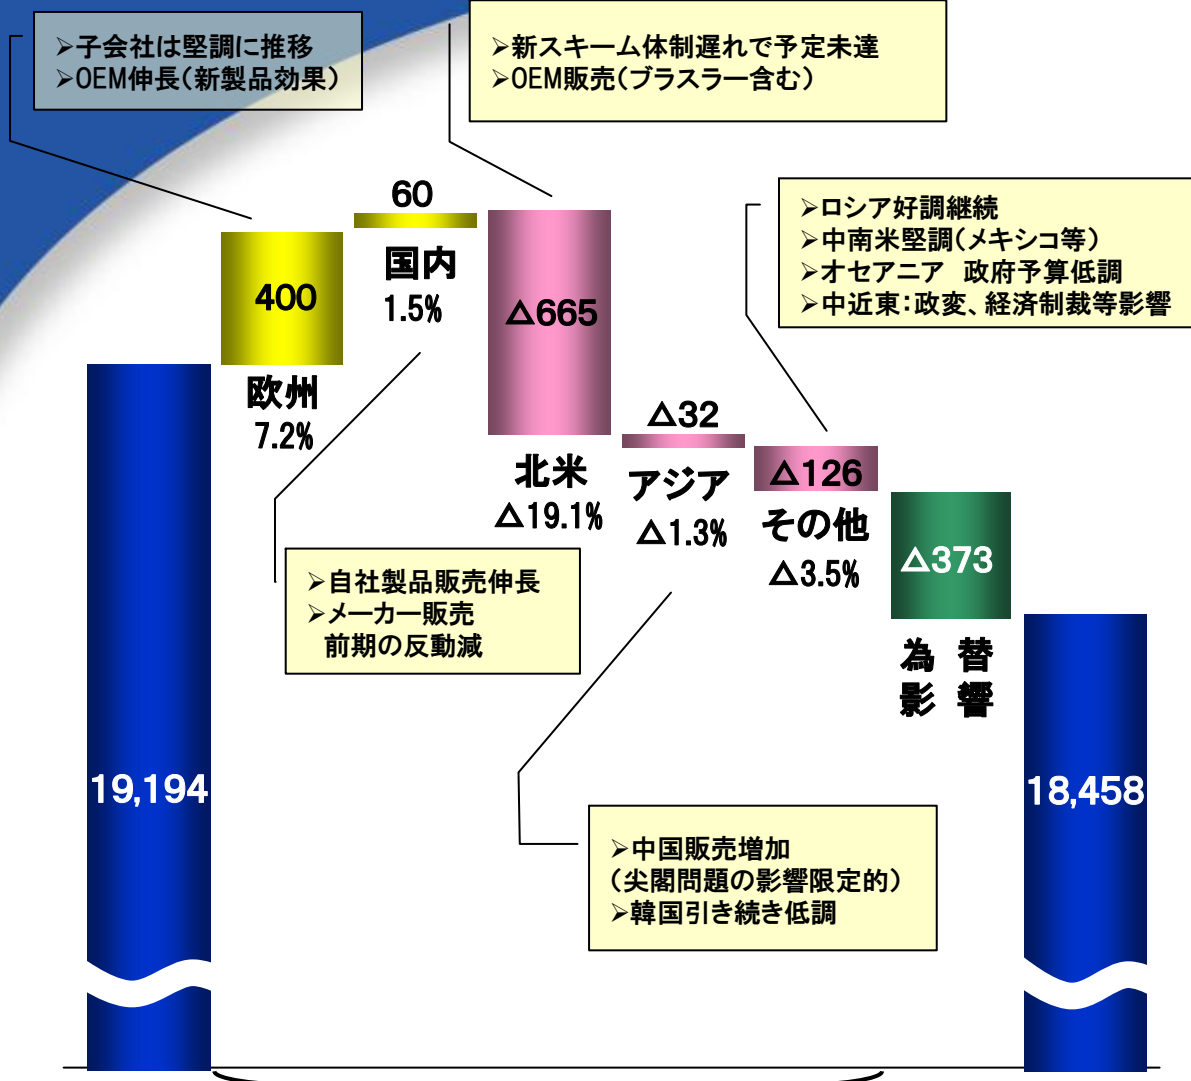 ➢子会社は堅調に推移
➢OEM伸長(新製品効果)
➢新スキーム体制遅れで予定未達
➢OEM販売(ブラスラー含む)
➢ロシア好調継続
➢中南米堅調(メキシコ等)
➢オセアニア 政府予算低調
➢中近東:政変、経済制裁等影響
60
国内
1.5%
400
欧州
7.2%
△665
北米
△19.1%
△32
アジア
△1.3%
△126
その他
△3.5%
△373
為 替
影 響
➢自社製品販売伸長
➢メーカー販売
前期の反動減
19,194
18,458
➢中国販売増加
(尖閣問題の影響限定的)
➢韓国引き続き低調